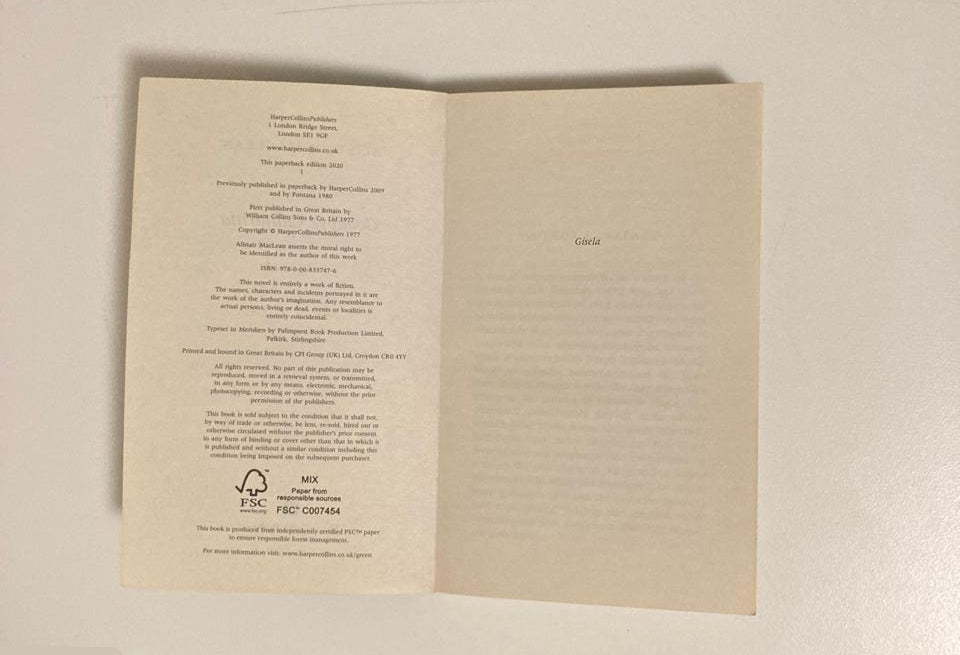 HarperCollinsPublishers
1 London Bridge Street,
London SE1 9GF
www.harpercollins.co.uk
This paperback edition 2020
1
Previously published in paperback by HarperCollins 2009
and by Fontana 1980
First published in Great Britain by
William Collins Sons & Co. Ltd 1977
Copyright © HarperCollinsPublishers 1977
Alistair MacLean asserts the moral right to
be identified as the author of this work
ISBN: 978-0-00-833747-6
This novel is entirely a work of fiction.
The names, characters and incidents portrayed in it are
the work of the author's imagination. Any resemblance to
actual persons, living or dead, events or localities is
entirely coincidental.
Typeset in Meridien by Palimpsest Book Production Limited,
Falkirk, Stirlingshire
Printed and bound in Great Britain by CPI Group (UK) Ltd, Croydon CR0 4YY
All rights reserved. No part of this publication may be
reproduced, stored in a retrieval system, or transmitted,
in any form or by any means, electronic, mechanical,
photocopying, recording or otherwise, without the prior
permission of the publishers.
This book is sold subject to the condition that it shall not,
by way of trade or otherwise, be lent, re-sold, hired out or
otherwise circulated without the publisher's prior consent
in any form of binding or cover other than that in which it
is published and without a similar condition including this
condition being imposed on the subsequent purchaser.
FSC
www.fsc.org
MIX
Paper from
responsible sources
FSC™ C007454
This book is produced from independently certified FSC™ paper
to ensure responsible forest management.
For more information visit: www.harpercollins.co.uk/green
Gisela